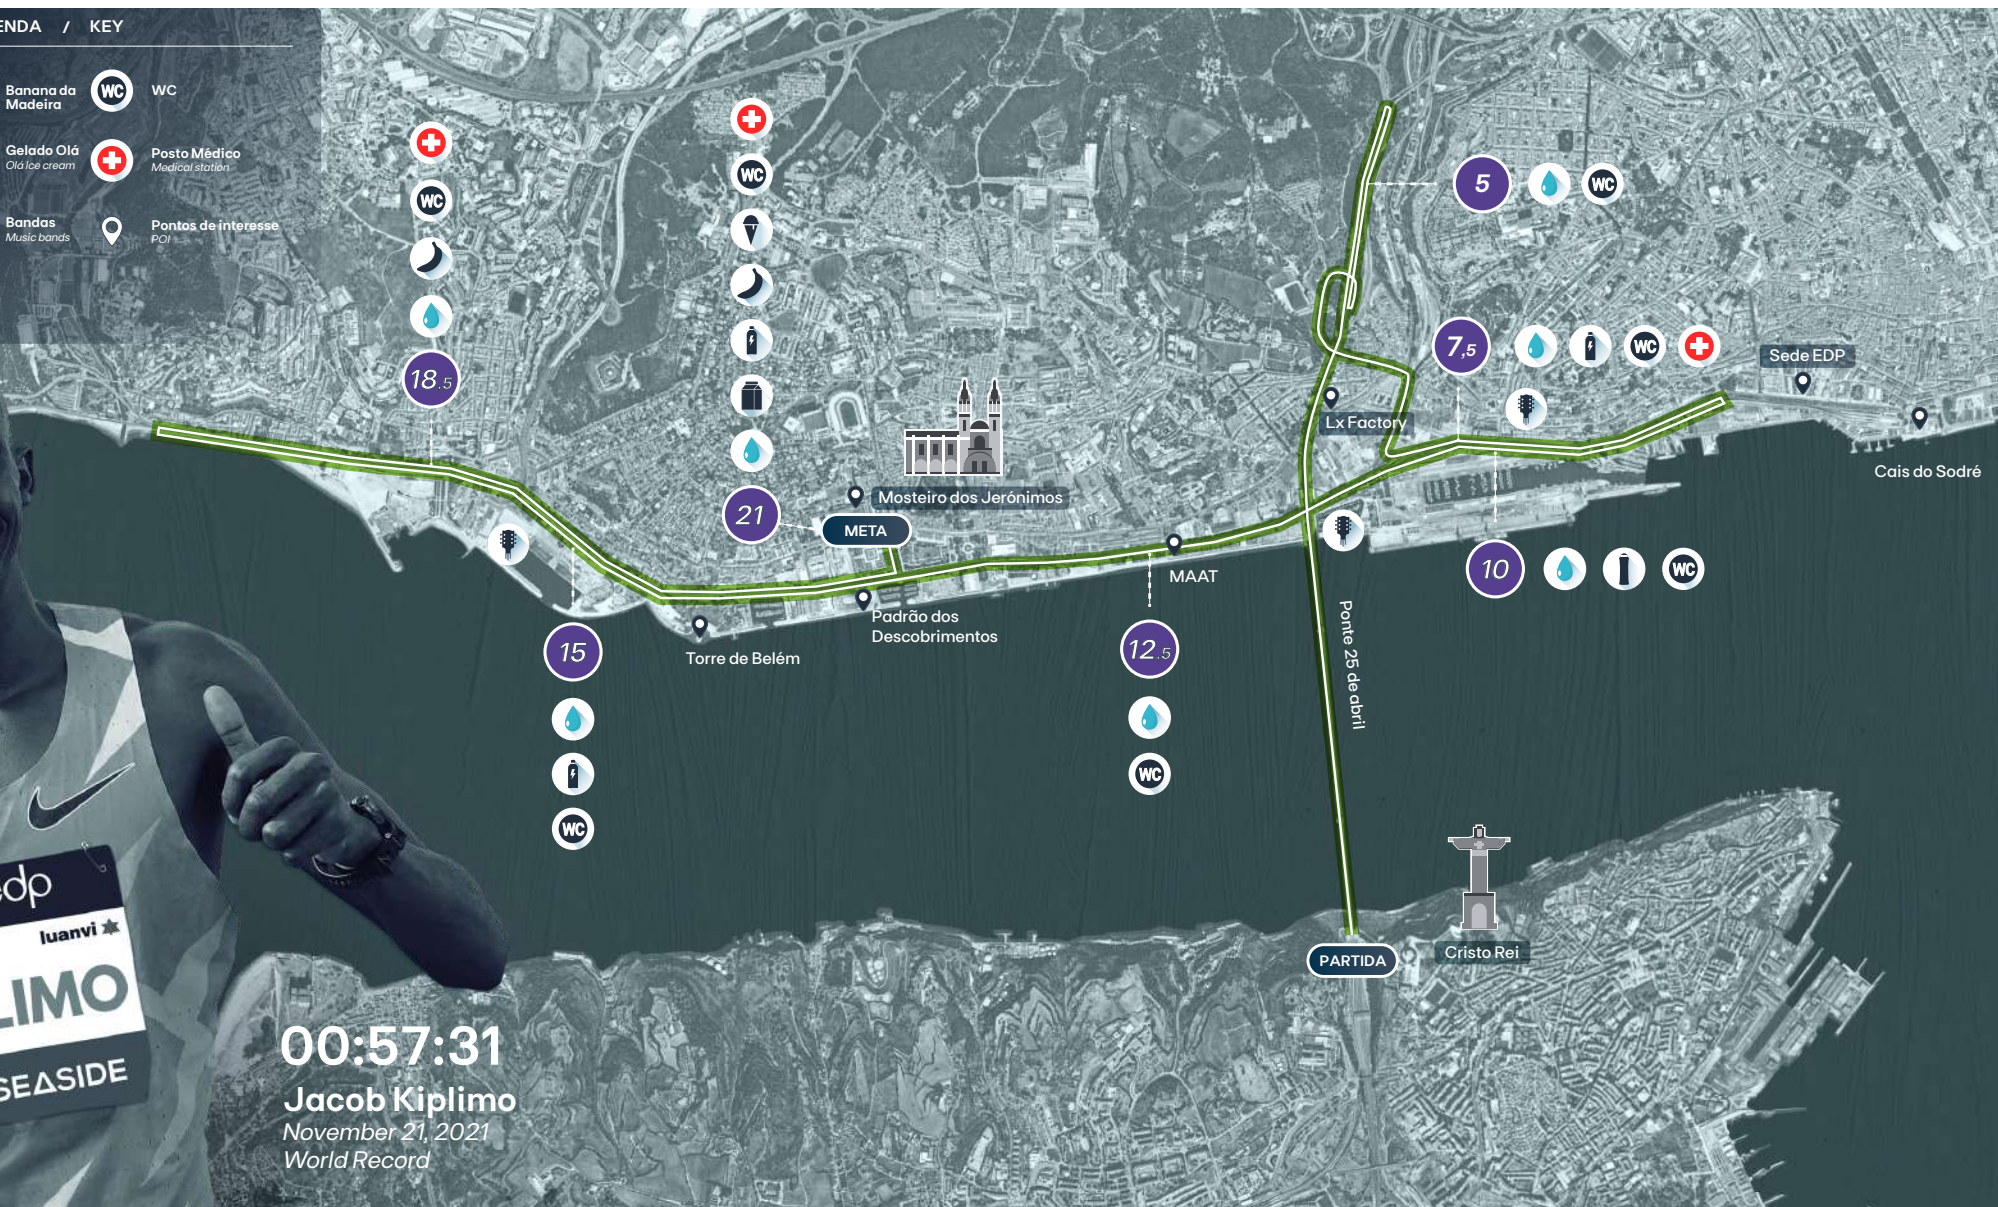 ENDA / KEY
Banana da
Madeira
WC
WC
Gelado Olá
Olá Ice cream
Posto Médico
Medical station
Bandas
Music bands
Pontos de interesse
POI
WC
18.5
WC
21
META
Mosteiro dos Jerónimos
5
WC
7,5
WC
Sede EDP
Lx Factory
Cais do Sodré
10
WC
MAAT
12.5
WC
Padrão dos
Descobrimentos
Torre de Belém
15
WC
Ponte 25 de abril
PARTIDA
Cristo Rei
edp
luanvi
LIMO
SEASIDE
00:57:31
Jacob Kiplimo
November 21, 2021
World Record